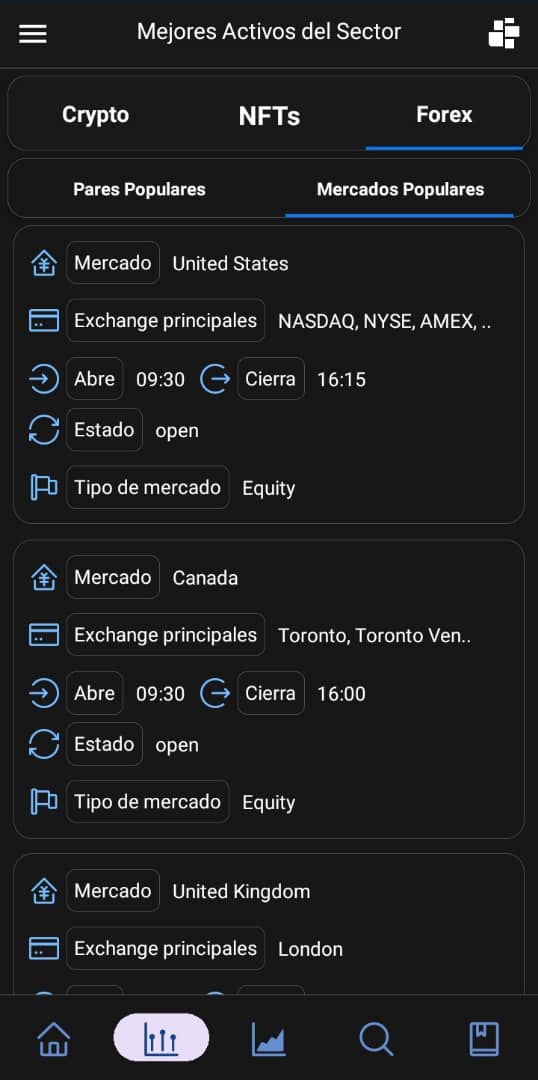 Mejores Activos del Sector
Crypto NFTs Forex
Pares Populares Mercados Populares
Mercado United States
Exchange principales NASDAQ, NYSE, AMEX, ..
Abre 09:30 Cierra 16:15
Estado open
Tipo de mercado Equity
Mercado Canada
Exchange principales Toronto, Toronto Ven..
Abre 09:30 Cierra 16:00
Estado open
Tipo de mercado Equity
Mercado United Kingdom
Exchange principales London